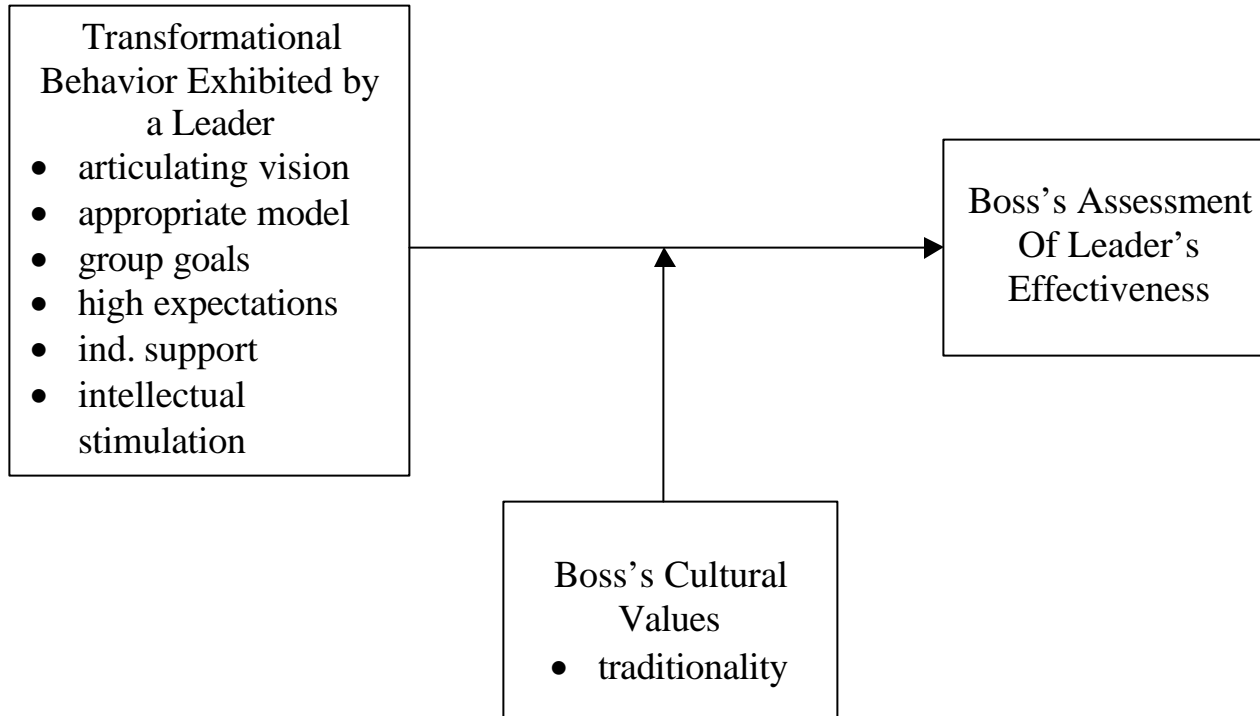 Transformational
Behavior Exhibited by
a Leader
• articulating vision
• appropriate model
• group goals
• high expectations
• ind. support
• intellectual
stimulation
Boss’s Assessment
Of Leader’s
Effectiveness
Boss’s Cultural
Values
• traditionality